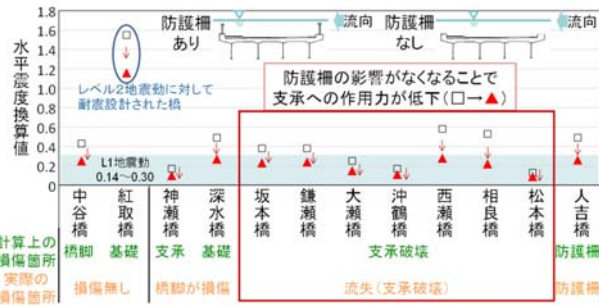 水平震度換算値
1.8
1.6
1.4
1.2
1.0
0.8
0.6
0.4
0.2
0
防護柵
あり
流向
防護柵
なし
流向
レベル2地震動に対して
耐震設計された橋
防護柵の影響がなくなることで
支承への作用力が低下(□→▲)
L1地震動
0.14～0.30
中谷橋
紅取橋
神瀬橋
深水橋
坂本橋
鎌瀬橋
大瀬橋
沖鶴橋
西瀬橋
相良橋
松本橋
人吉橋
計算上の
損傷箇所
橋脚
基礎
支承
基礎
支承破壊
防護柵
実際の
損傷箇所
損傷無し
橋脚が損傷
流失(支承破壊)
防護柵